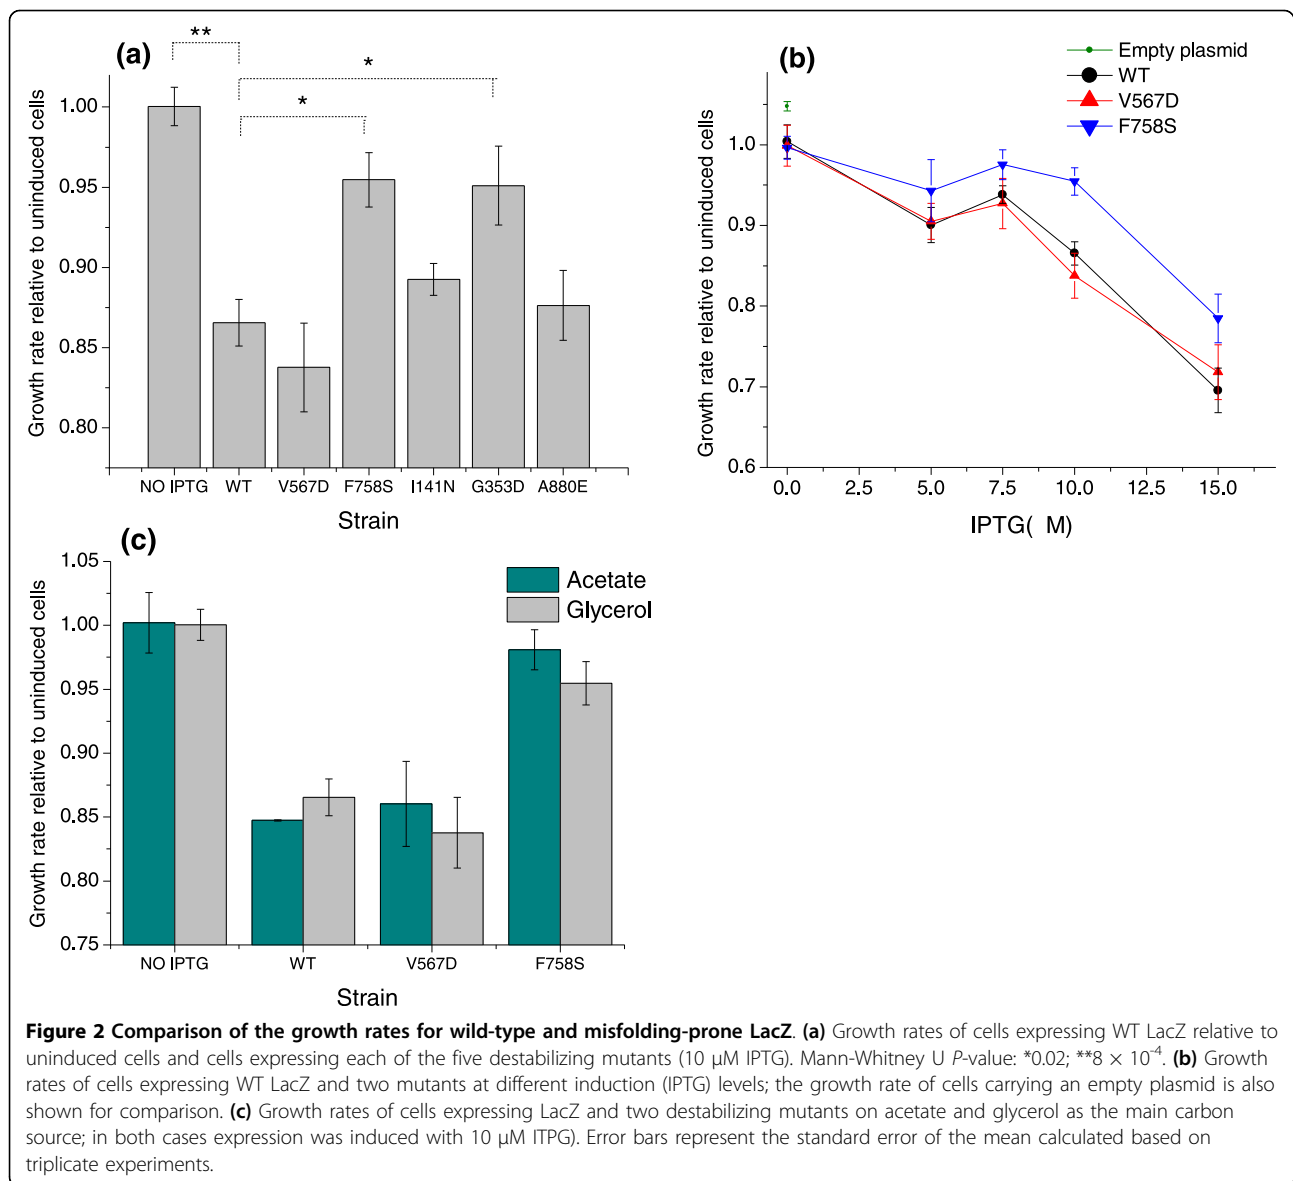 (a)
**
*
*
Growth rate relative to uninduced cells
1.00
0.95
0.90
0.85
0.80
NO IPTG WT V567D F758S I141N G353D A880E
Strain
(b)
Empty plasmid
WT
V567D
F758S
Growth rate relative to uninduced cells
1.0
0.9
0.8
0.7
0.6
0.0 2.5 5.0 7.5 10.0 12.5 15.0
IPTG( M)
(c)
Acetate
Glycerol
Growth rate relative to uninduced cells
1.05
1.00
0.95
0.90
0.85
0.80
0.75
NO IPTG WT V567D F758S
Strain
Figure 2 Comparison of the growth rates for wild-type and misfolding-prone LacZ. (a) Growth rates of cells expressing WT LacZ relative to
uninduced cells and cells expressing each of the five destabilizing mutants (10 μM IPTG). Mann-Whitney U P-value: *0.02; **8 × 10⁻⁴. (b) Growth
rates of cells expressing WT LacZ and two mutants at different induction (IPTG) levels; the growth rate of cells carrying an empty plasmid is also
shown for comparison. (c) Growth rates of cells expressing LacZ and two destabilizing mutants on acetate and glycerol as the main carbon
source; in both cases expression was induced with 10 μM ITPG). Error bars represent the standard error of the mean calculated based on
triplicate experiments.